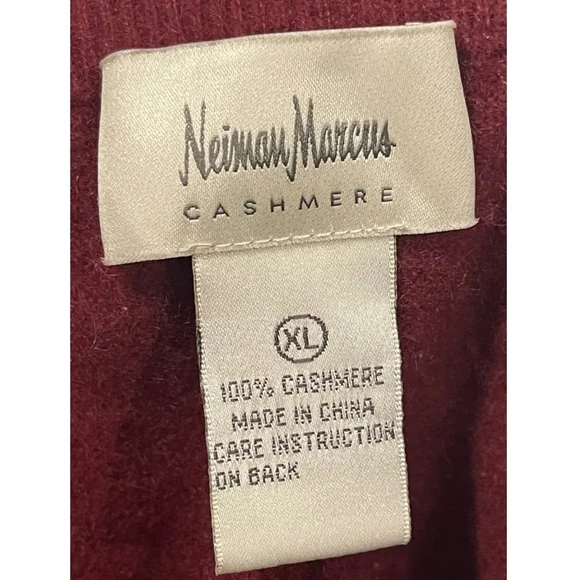 Neiman Marcus
CASHMERE
XL
100% CASHMERE
MADE IN CHINA
CARE INSTRUCTION
ON BACK